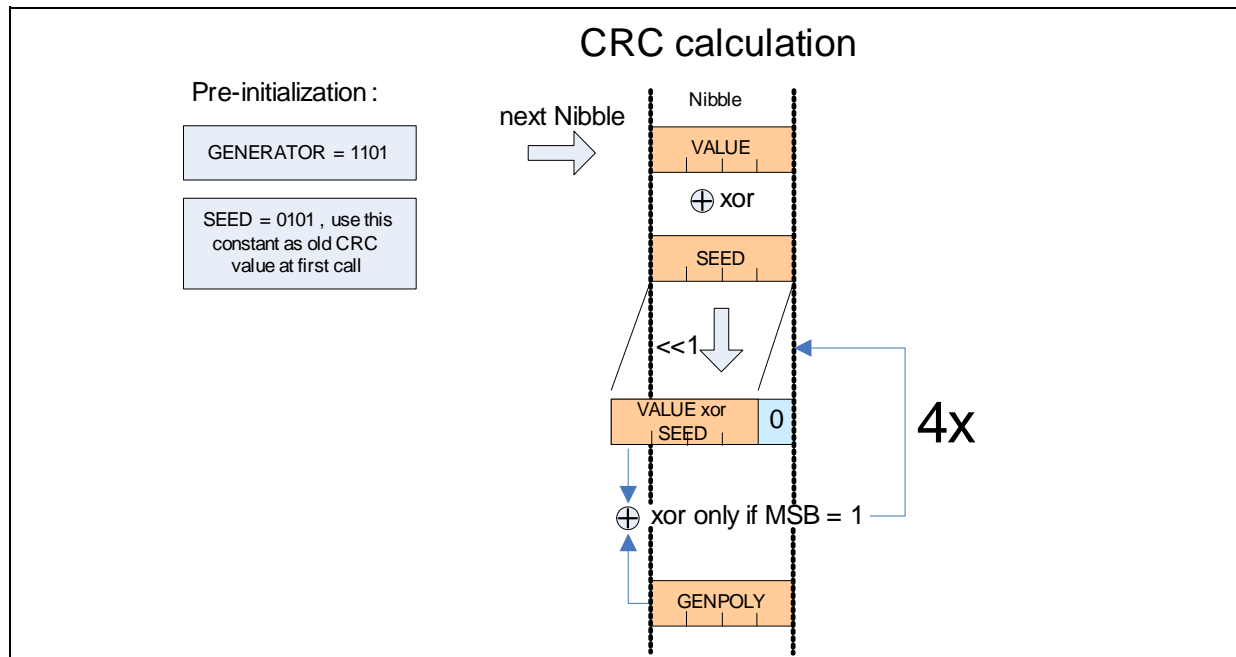 CRC calculation
Pre-initialization :
GENERATOR = 1101
SEED = 0101 , use this
constant as old CRC
value at first call
next Nibble
Nibble
VALUE
xor
SEED
<<1
VALUE xor
SEED
0
4x
xor only if MSB = 1
GENPOLY